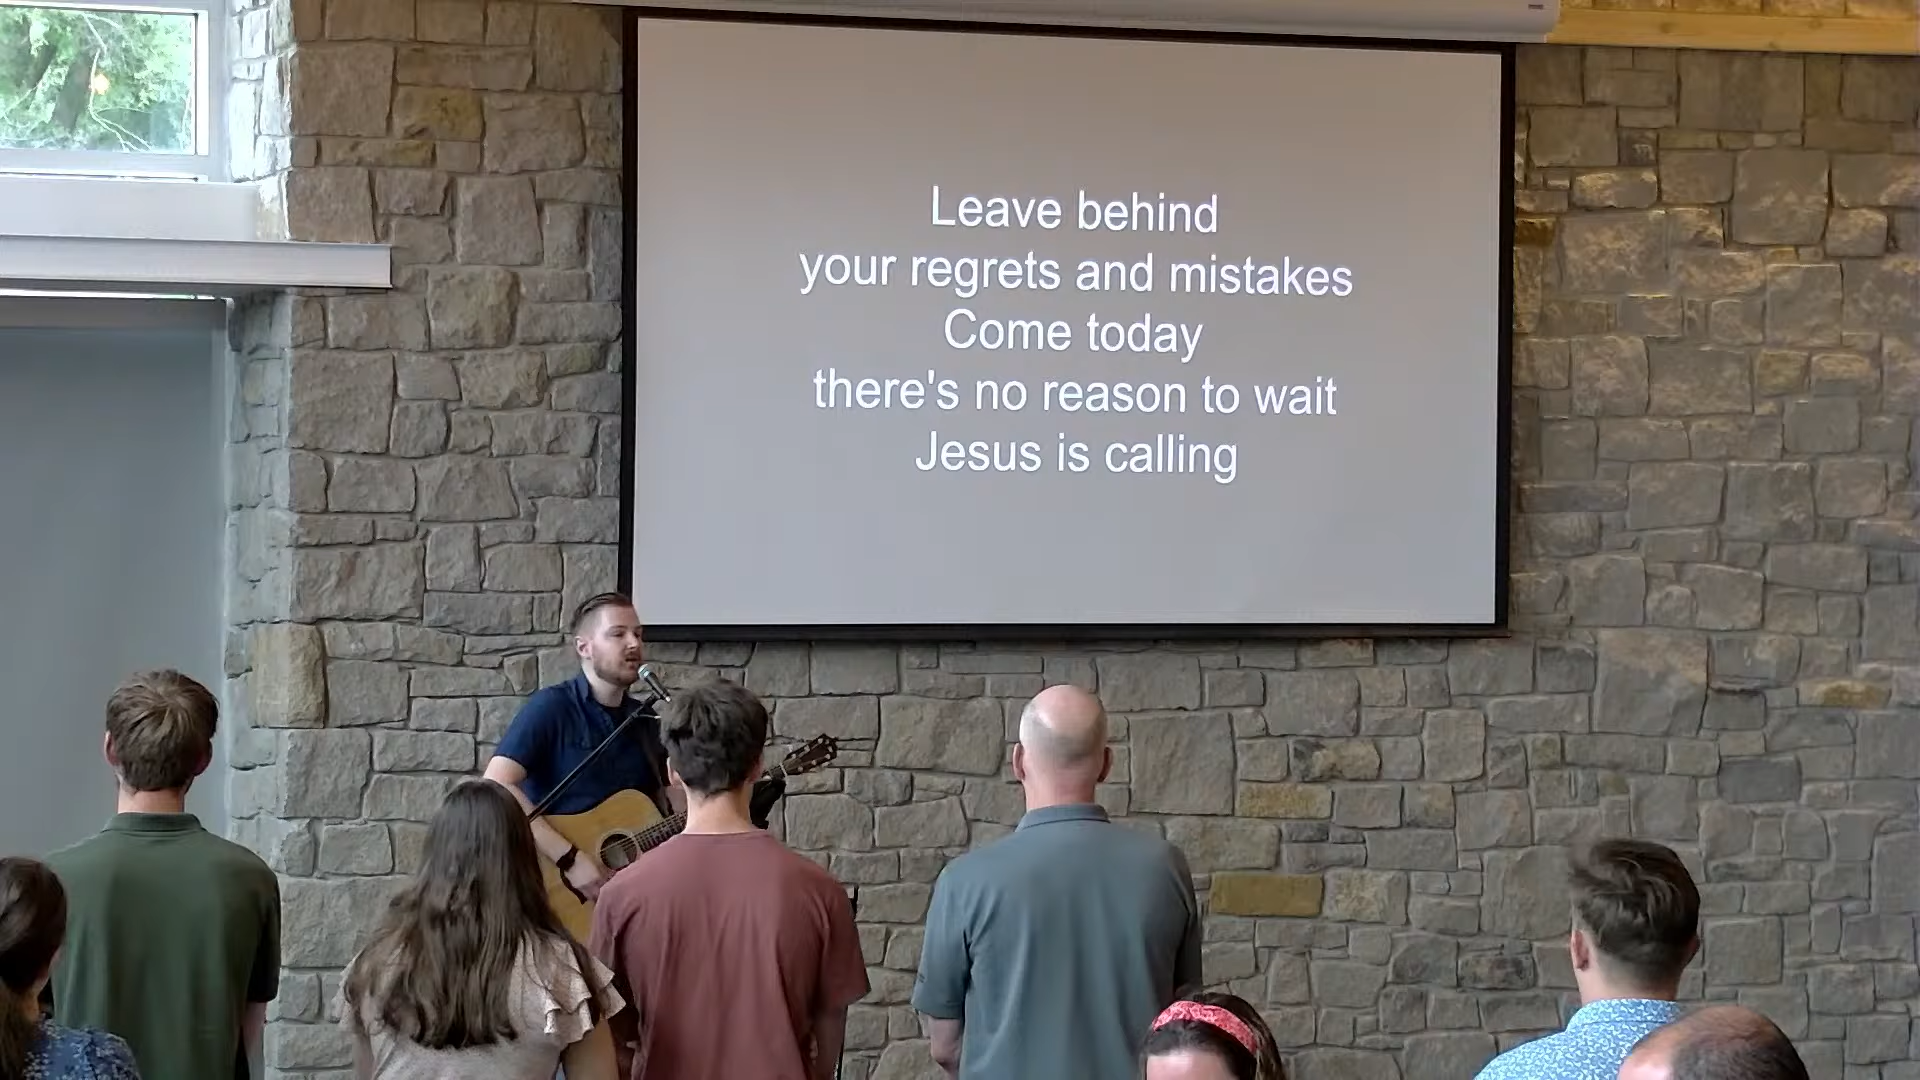 Leave behind
your regrets and mistakes
Come today
there's no reason to wait
Jesus is calling